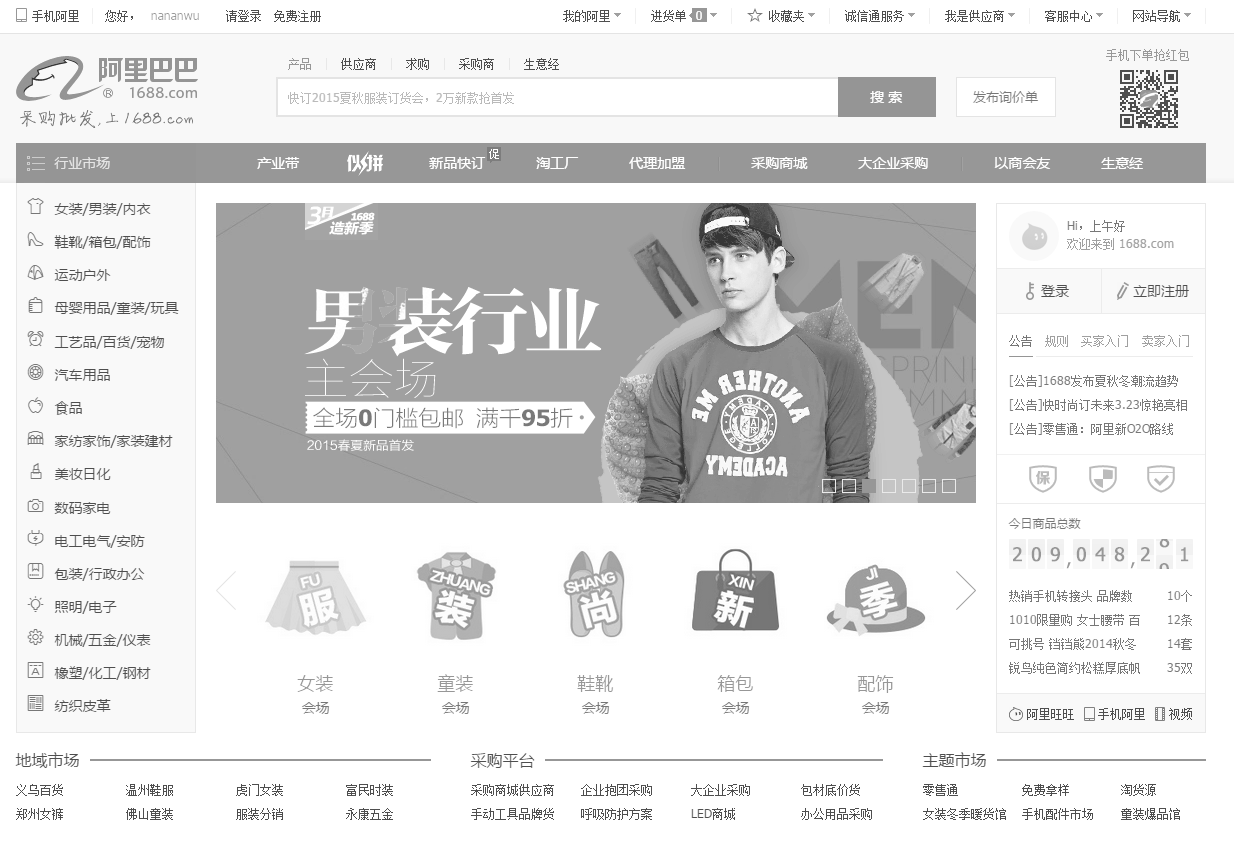 手机阿里 您好， nananwu 请登录 免费注册 我的阿里 进货单 0 收藏夹 诚信通服务 我是供应商 客服中心 网站导航
手机下单抢红包
阿里巴巴
® 1688.com
采购批发,上1688.com
产品 供应商 求购 采购商 生意经
快订2015夏秋服装订货会，2万新款抢首发 搜 索 发布询价单
行业市场 产业带 伙拼 新品快订 促 淘工厂 代理加盟 采购商城 大企业采购 以商会友 生意经
女装/男装/内衣
鞋靴/箱包/配饰
运动户外
母婴用品/童装/玩具
工艺品/百货/宠物
汽车用品
食品
家纺家饰/家装建材
美妆日化
数码家电
电工电气/安防
包装/行政办公
照明/电子
机械/五金/仪表
橡塑/化工/钢材
纺织皮革
3月 1688
造新季
男装行业
主会场
全场0门槛包邮 满千95折
2015春夏新品首发
MEN
SPRIN
ANOTHER ME
ACADEMY
FU
服
ZHUANG
装
SHANG
尚
XIN
新
JI
季
女装 童装 鞋靴 箱包 配饰
会场 会场 会场 会场 会场
Hi，上午好
欢迎来到 1688.com
登录 立即注册
公告 规则 买家入门 卖家入门
[公告]1688发布夏秋冬潮流趋势
[公告]快时尚订未来3.23惊艳亮相
[公告]零售通：阿里新O2O路线
保
今日商品总数
209,048,2 1
热销手机转接头 品牌数 10个
1010限量购 女士腰带 百 12条
可挑号 铛铛熊2014秋冬 14套
锐鸟纯色简约松糕厚底帆 35双
阿里旺旺 手机阿里 视频
地域市场 采购平台 主题市场
义乌百货 温州鞋服 虎门女装 富民时装 采购商城供应商 企业抱团采购 大企业采购 包材底价货 零售通 免费拿样 淘货源
郑州女裤 佛山童装 服装分销 永康五金 手动工具品牌货 呼吸防护方案 LED商城 办公用品采购 女装冬季暖货馆 手机配件市场 童装爆品馆